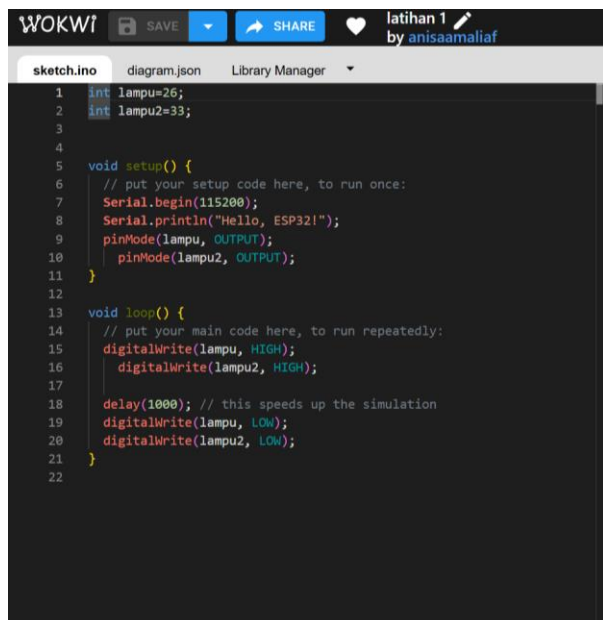 WOKWI SAVE SHARE latihan 1
by anisaamaliaf
sketch.ino diagram.json Library Manager
1 int lampu=26;
2 int lampu2=33;
3
4
5 void setup() {
6 // put your setup code here, to run once:
7 Serial.begin(115200);
8 Serial.println("Hello, ESP32!");
9 pinMode(lampu, OUTPUT);
10 pinMode(lampu2, OUTPUT);
11 }
12
13 void loop() {
14 // put your main code here, to run repeatedly:
15 digitalWrite(lampu, HIGH);
16 digitalWrite(lampu2, HIGH);
17
18 delay(1000); // this speeds up the simulation
19 digitalWrite(lampu, LOW);
20 digitalWrite(lampu2, LOW);
21 }
22